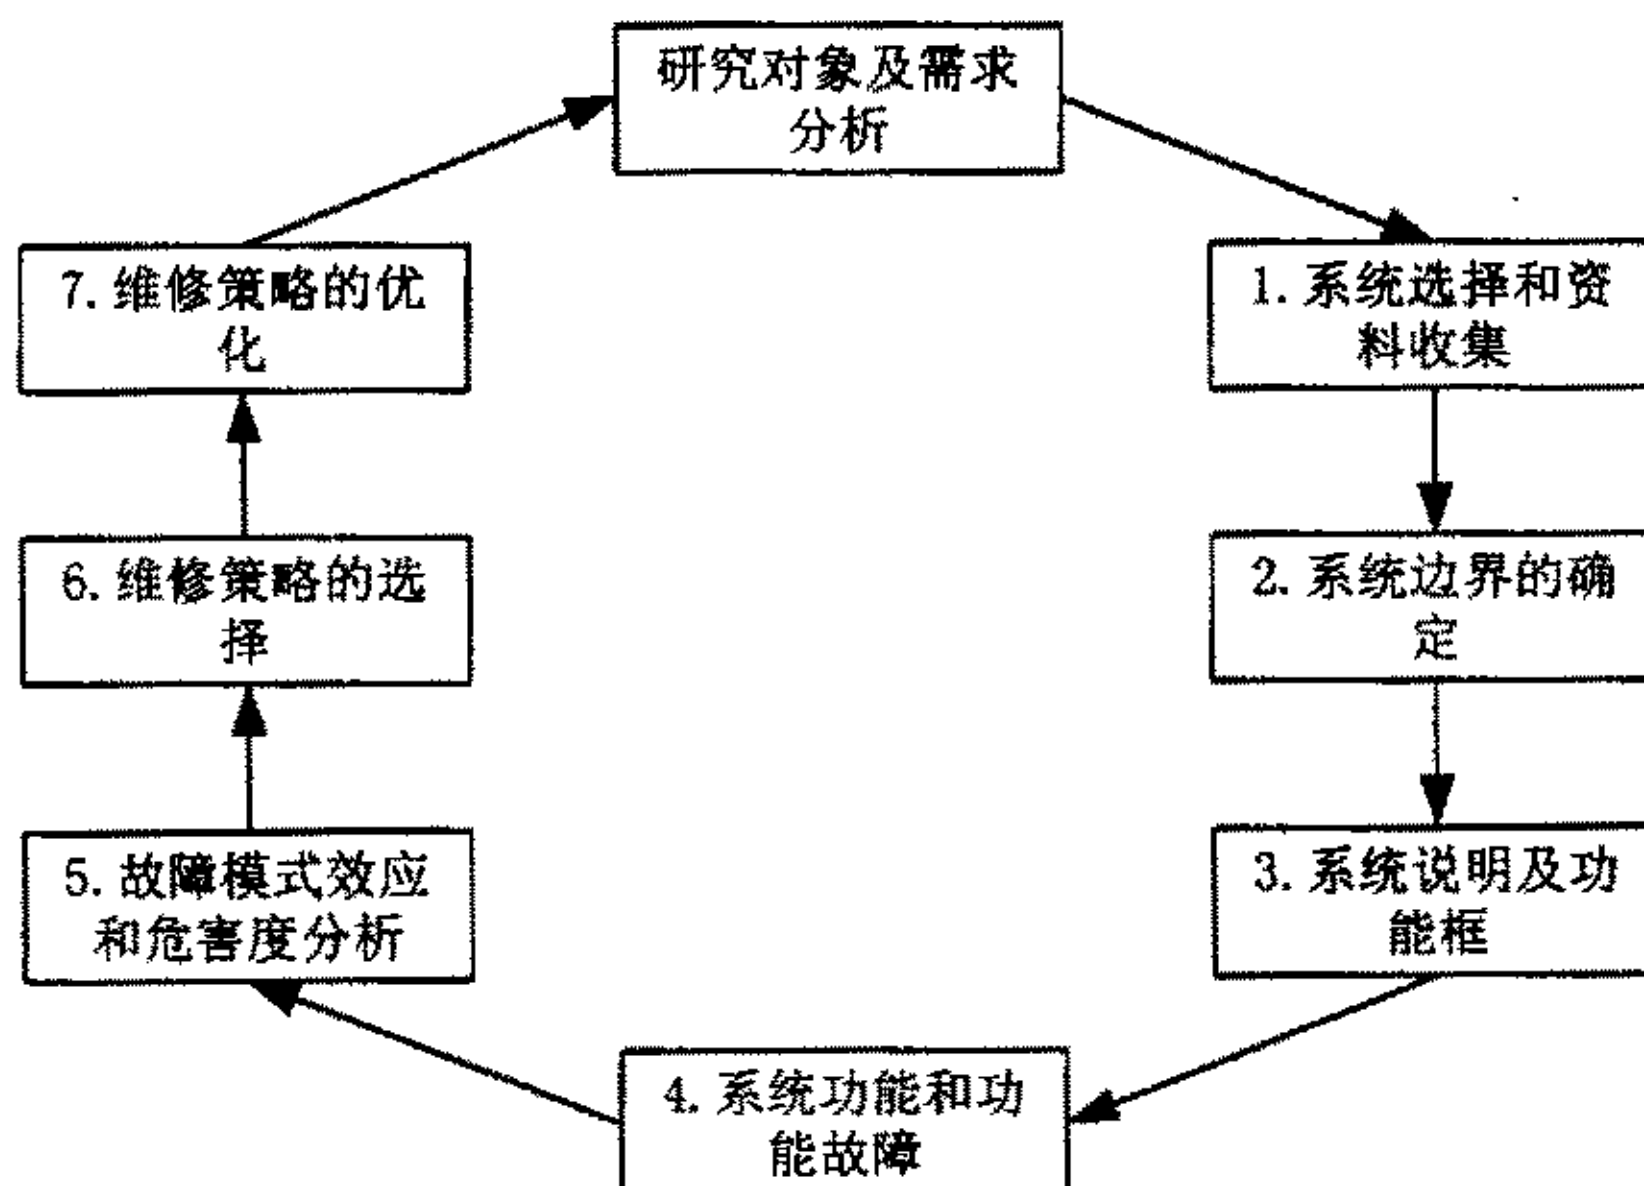 研究对象及需求
分析
1.系统选择和资
料收集
2.系统边界的确
定
3.系统说明及功
能框
4.系统功能和功
能故障
5.故障模式效应
和危害度分析
6.维修策略的选
择
7.维修策略的优
化